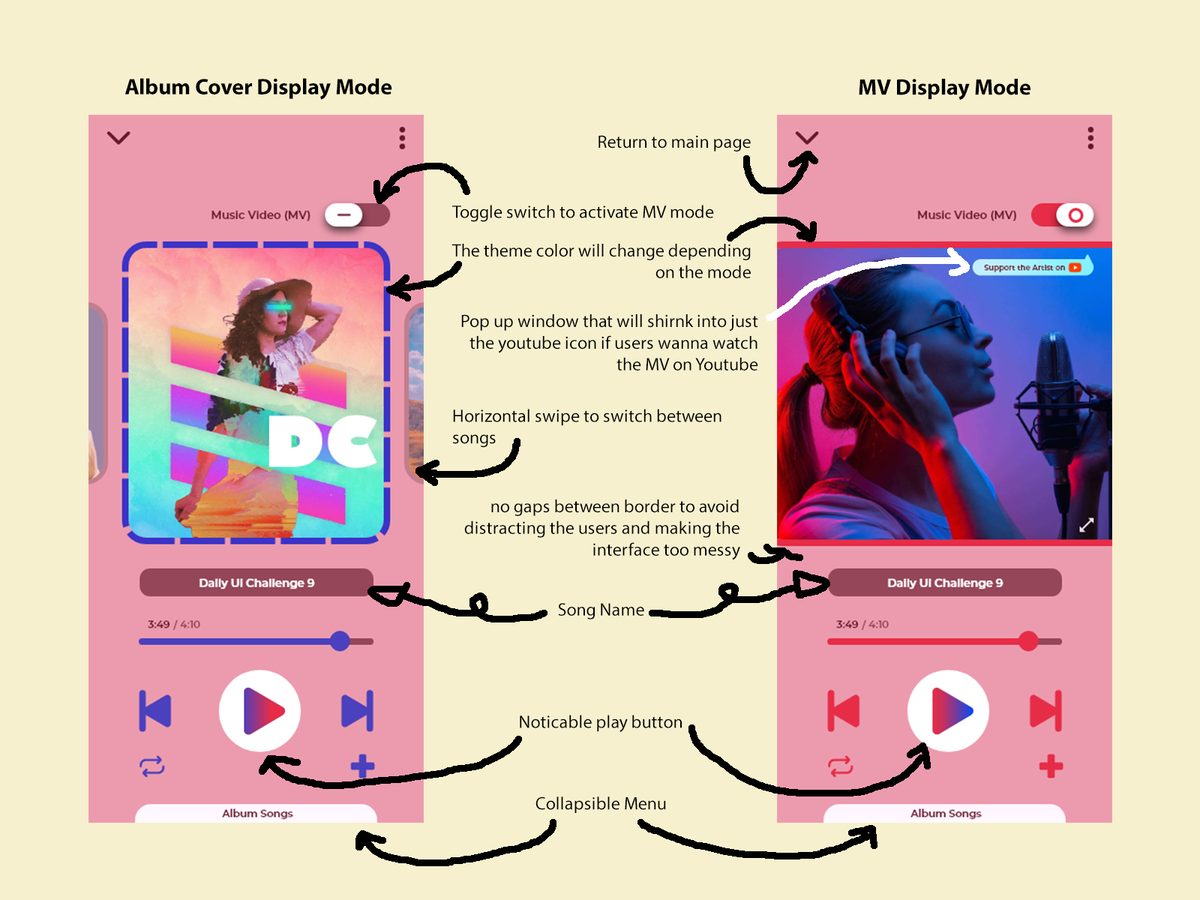 Album Cover Display Mode
MV Display Mode
Return to main page
Music Video (MV)
Toggle switch to activate MV mode
Music Video (MV)
The theme color will change depending
on the mode
Support the Artist on
Pop up window that will shirnk into just
the youtube icon if users wanna watch
the MV on Youtube
DC
Horizontal swipe to switch between
songs
no gaps between border to avoid
distracting the users and making the
interface too messy
Daily UI Challenge 9
Daily UI Challenge 9
Song Name
3:49 / 4:10
3:49 / 4:10
Noticable play button
Collapsible Menu
Album Songs
Album Songs